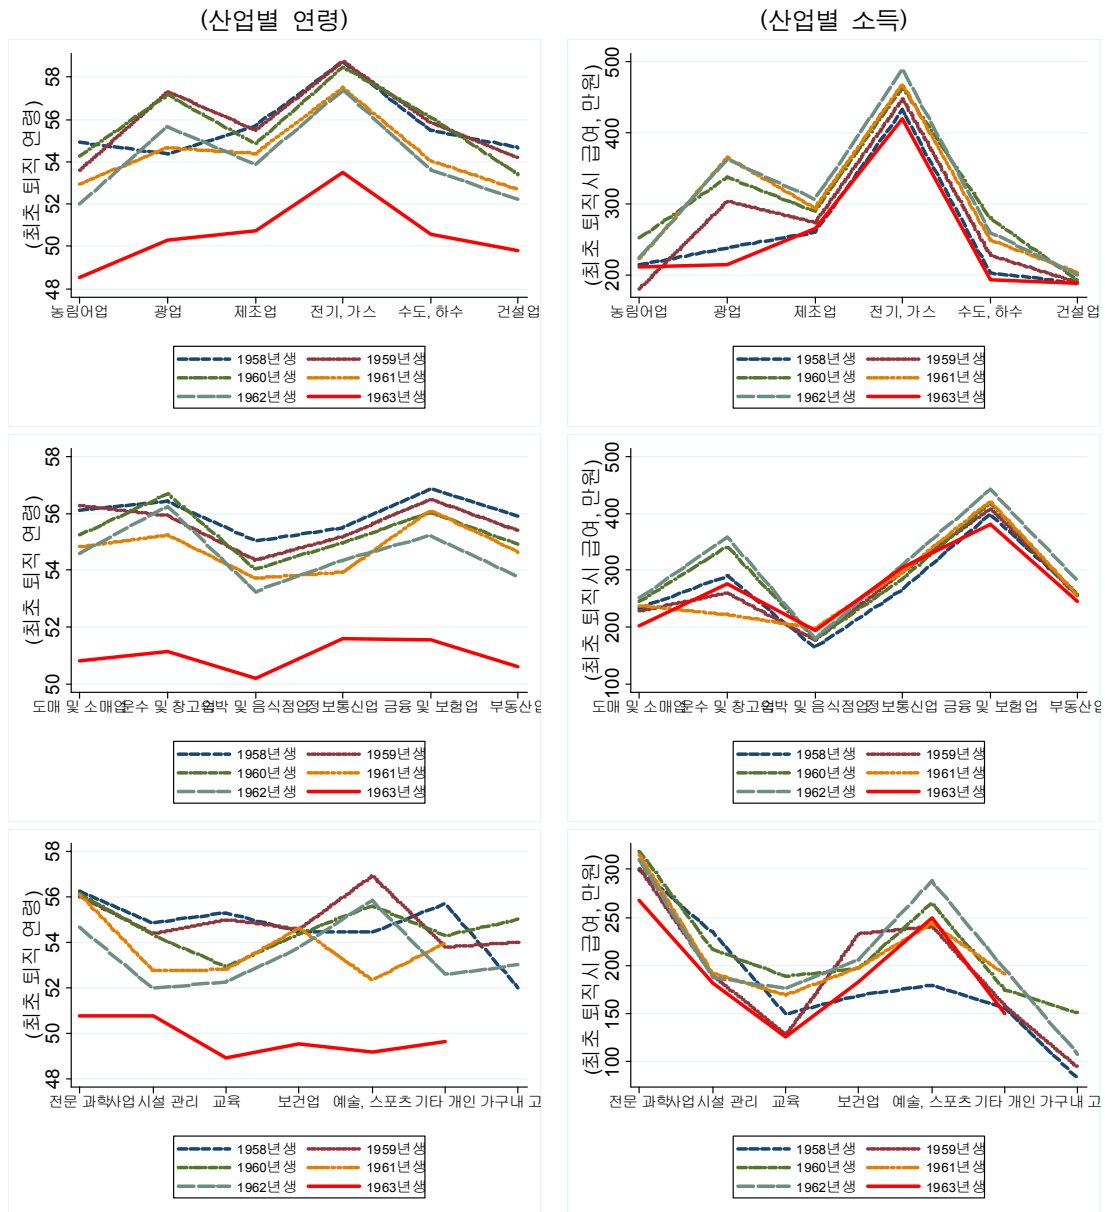 (산업별 연령)
(산업별 소득)
(최초 퇴직 연령)
58
56
54
52
50
48
농림어업 광업 제조업 전기, 가스 수도, 하수 건설업
1958년생 1959년생
1960년생 1961년생
1962년생 1963년생
(최초 퇴직시 급여, 만원)
500
400
300
200
농림어업 광업 제조업 전기, 가스 수도, 하수 건설업
1958년생 1959년생
1960년생 1961년생
1962년생 1963년생
(최초 퇴직 연령)
58
56
54
52
50
도매 및 소매업 운수 및 창고업 숙박 및 음식점업 정보통신업 금융 및 보험업 부동산업
1958년생 1959년생
1960년생 1961년생
1962년생 1963년생
(최초 퇴직시 급여, 만원)
500
400
300
200
100
도매 및 소매업 운수 및 창고업 숙박 및 음식점업 정보통신업 금융 및 보험업 부동산업
1958년생 1959년생
1960년생 1961년생
1962년생 1963년생
(최초 퇴직 연령)
58
56
54
52
50
48
전문 과학 사업시설 관리 교육 보건업 예술, 스포츠 기타 개인 가구내 고
1958년생 1959년생
1960년생 1961년생
1962년생 1963년생
(최초 퇴직시 급여, 만원)
300
250
200
150
100
전문 과학 사업시설 관리 교육 보건업 예술, 스포츠 기타 개인 가구내 고
1958년생 1959년생
1960년생 1961년생
1962년생 1963년생